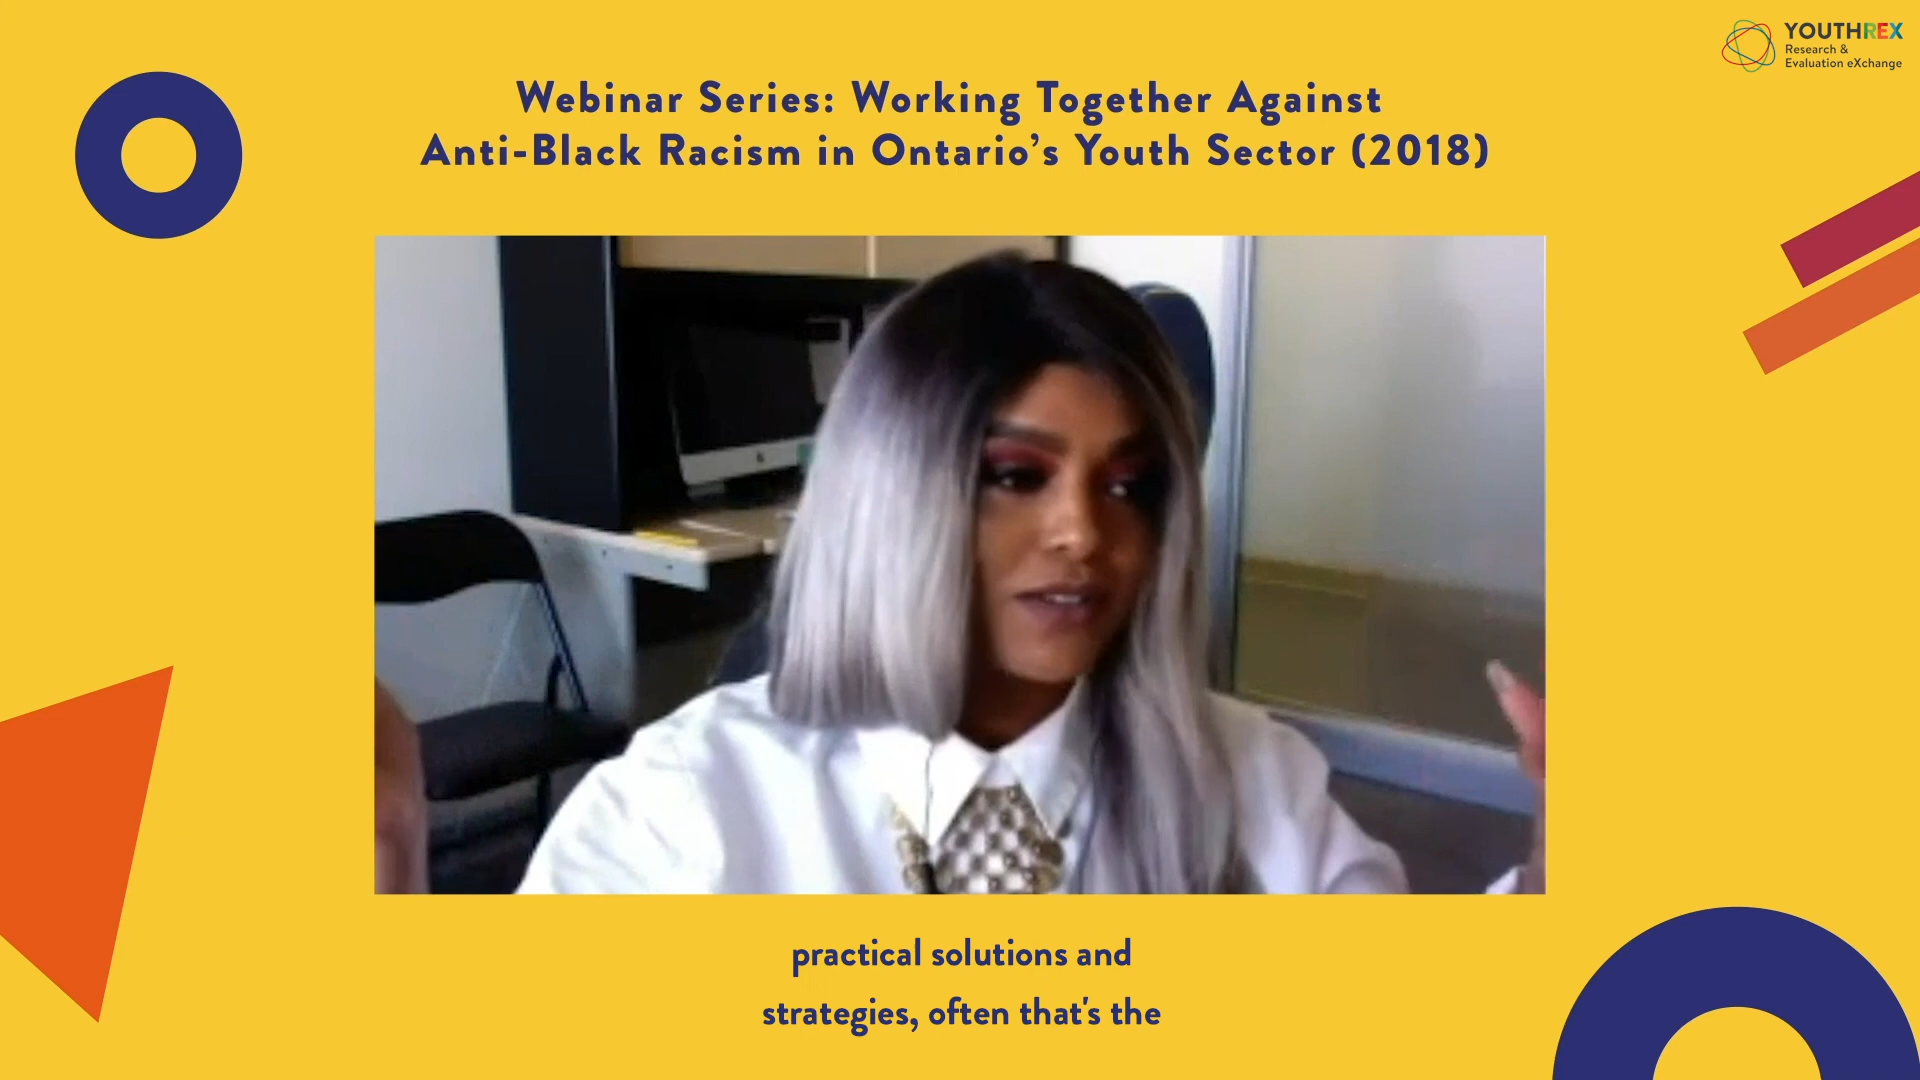 YOUTHREX
Research &
Evaluation eXchange
Webinar Series: Working Together Against
Anti-Black Racism in Ontario’s Youth Sector (2018)
practical solutions and
strategies, often that's the